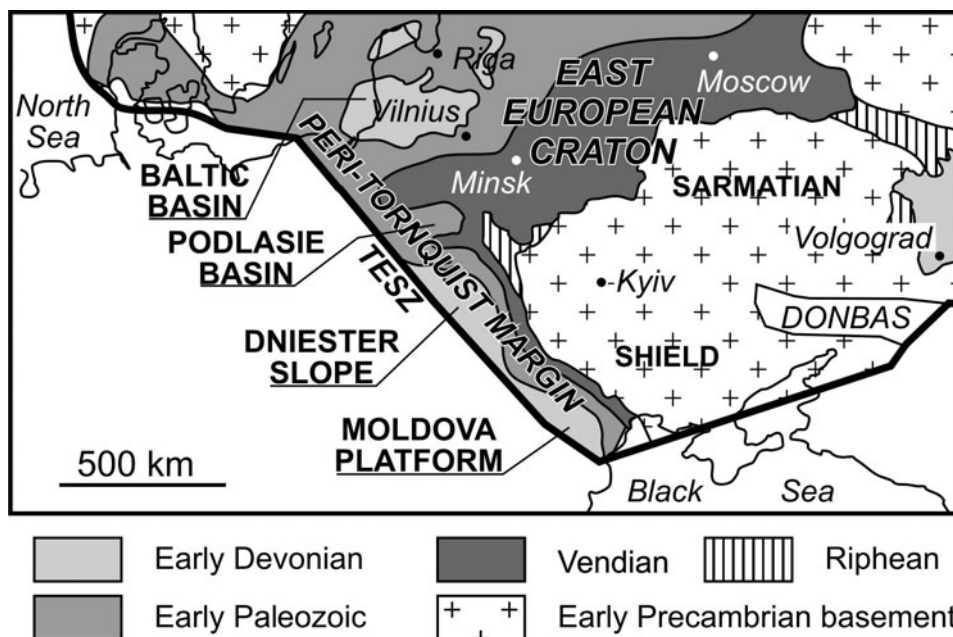 North
Sea
Riga
Vilnius
EAST
EUROPEAN
CRATON
Moscow
Minsk
BALTIC
BASIN
PODLASIE
BASIN
PERI-TORNQUIST MARGIN
TESZ
SARMATIAN
Volgograd
Kyiv
DNIESTER
SLOPE
DONBAS
SHIELD
MOLDOVA
PLATFORM
500 km
Black Sea
Early Devonian
Vendian
Riphean
Early Paleozoic
Early Precambrian basement